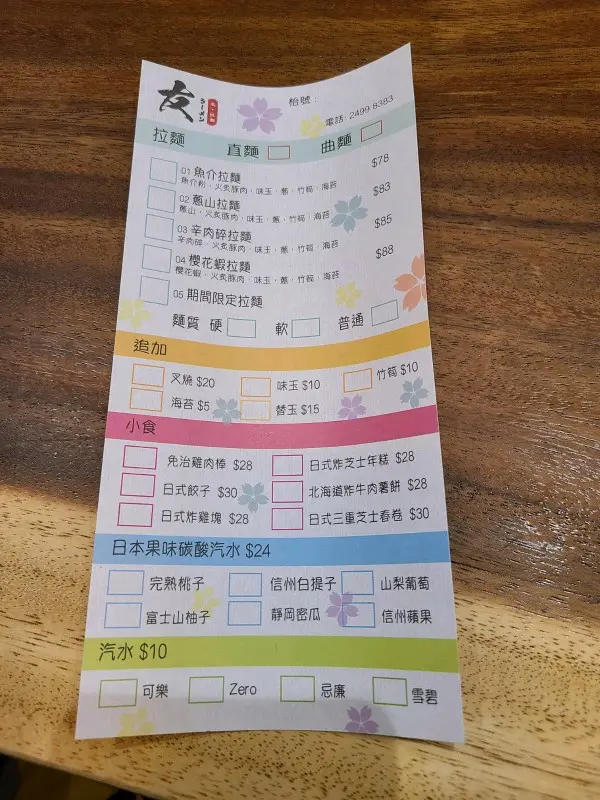 友
ラーメン
枱號：
電話: 2499 8383
拉麵 直麵 曲麵
01 魚介拉麵 $78
魚介粉．火炙豚肉．味玉．蔥．竹筍．海苔
02 蔥山拉麵 $83
蔥山．火炙豚肉．味玉．蔥．竹筍．海苔
03 辛肉碎拉麵 $85
辛肉碎．火炙豚肉．味玉．蔥．竹筍．海苔
04 櫻花蝦拉麵 $88
櫻花蝦．火炙豚肉．味玉．蔥．竹筍．海苔
05 期間限定拉麵
麵質 硬 軟 普通
追加
叉燒 $20 味玉 $10 竹筍 $10
海苔 $5 替玉 $15
小食
免治雞肉棒 $28 日式炸芝士年糕 $28
日式餃子 $30 北海道炸牛肉薯餅 $28
日式炸雞塊 $28 日式三重芝士春卷 $30
日本果味碳酸汽水 $24
完熟桃子 信州白提子 山梨葡萄
富士山柚子 靜岡密瓜 信州蘋果
汽水 $10
可樂 Zero 忌廉 雪碧